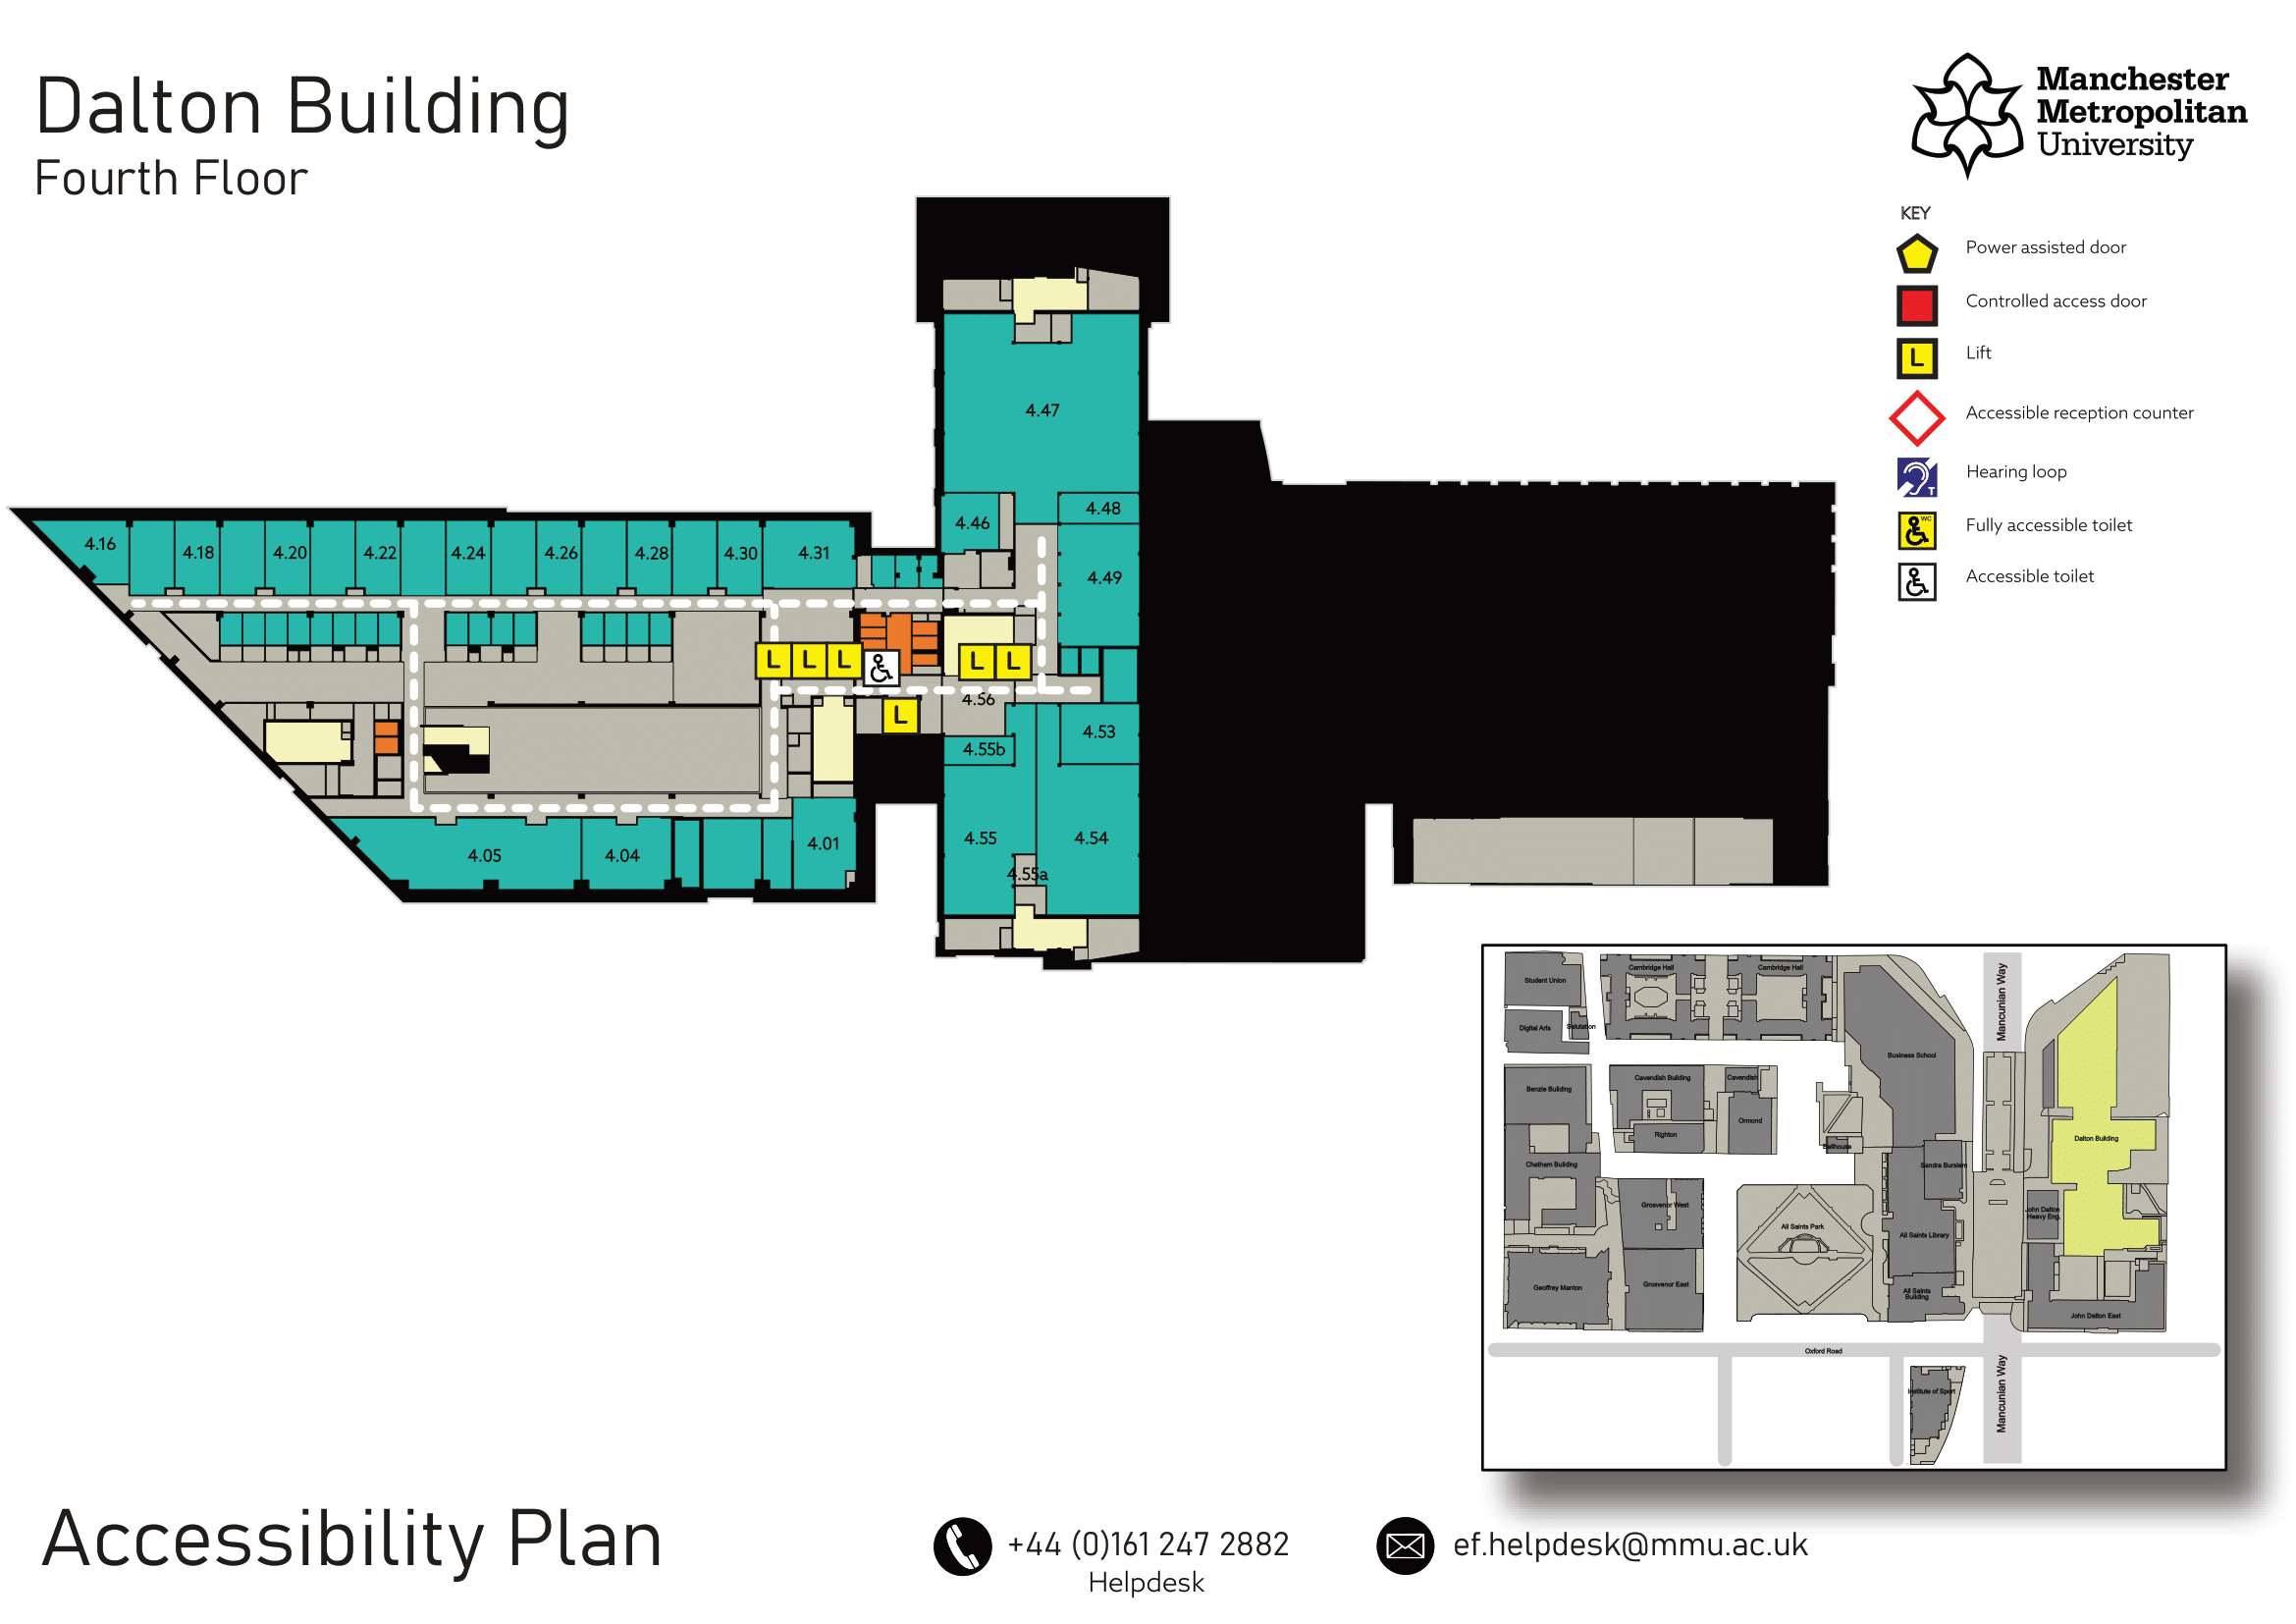 Dalton Building
Fourth Floor
Manchester
Metropolitan
University
KEY
Power assisted door
Controlled access door
L
Lift
Accessible reception counter
T
Hearing loop
WC
Fully accessible toilet
Accessible toilet
4.47
4.46
4.48
4.49
4.16
4.18
4.20
4.22
4.24
4.26
4.28
4.30
4.31
L
L
L
L
L
L
4.56
4.53
4.55b
4.55
4.54
4.55a
4.05
4.04
4.01
Student Union
Digital Arts
Salutation
Cambridge Hall
Cambridge Hall
Business School
Mancunian Way
Benzie Building
Cavendish Building
Cavendish
Ormond
Righton
Bellhouse
Dalton Building
Chatham Building
Sandra Burslem
Grosvenor West
All Saints Park
All Saints Library
John Dalton
Heavy Eng.
Geoffrey Manton
Grosvenor East
All Saints
Building
John Dalton East
Oxford Road
Institute of Sport
Mancunian Way
Accessibility Plan
+44 (0)161 247 2882
Helpdesk
ef.helpdesk@mmu.ac.uk